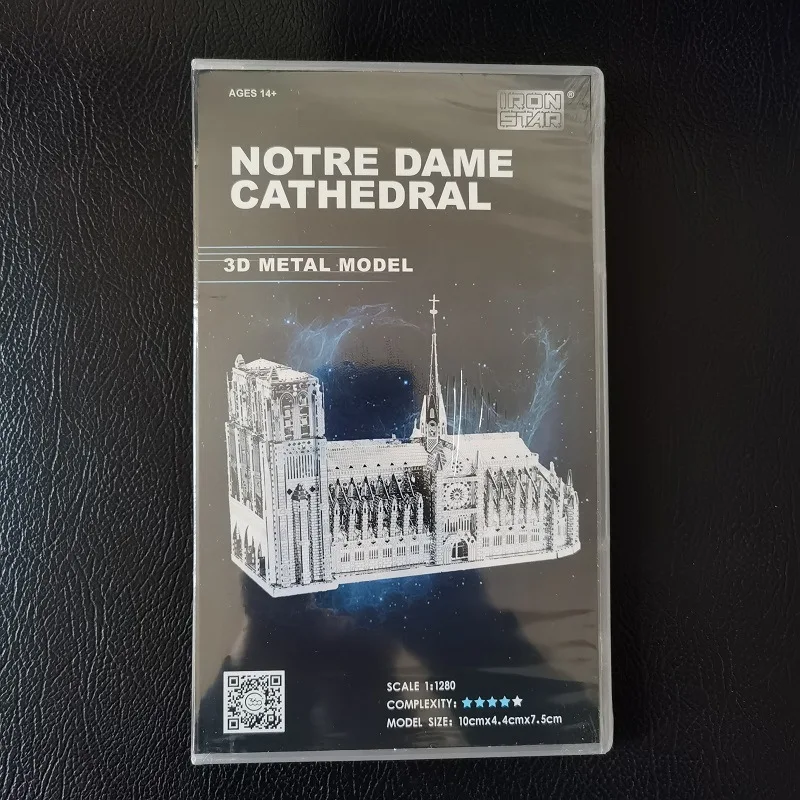 AGES 14+
IRON
STAR®
NOTRE DAME
CATHEDRAL
3D METAL MODEL
SCALE 1:1280
COMPLEXITY:
MODEL SIZE: 10cmx4.4cmx7.5cm